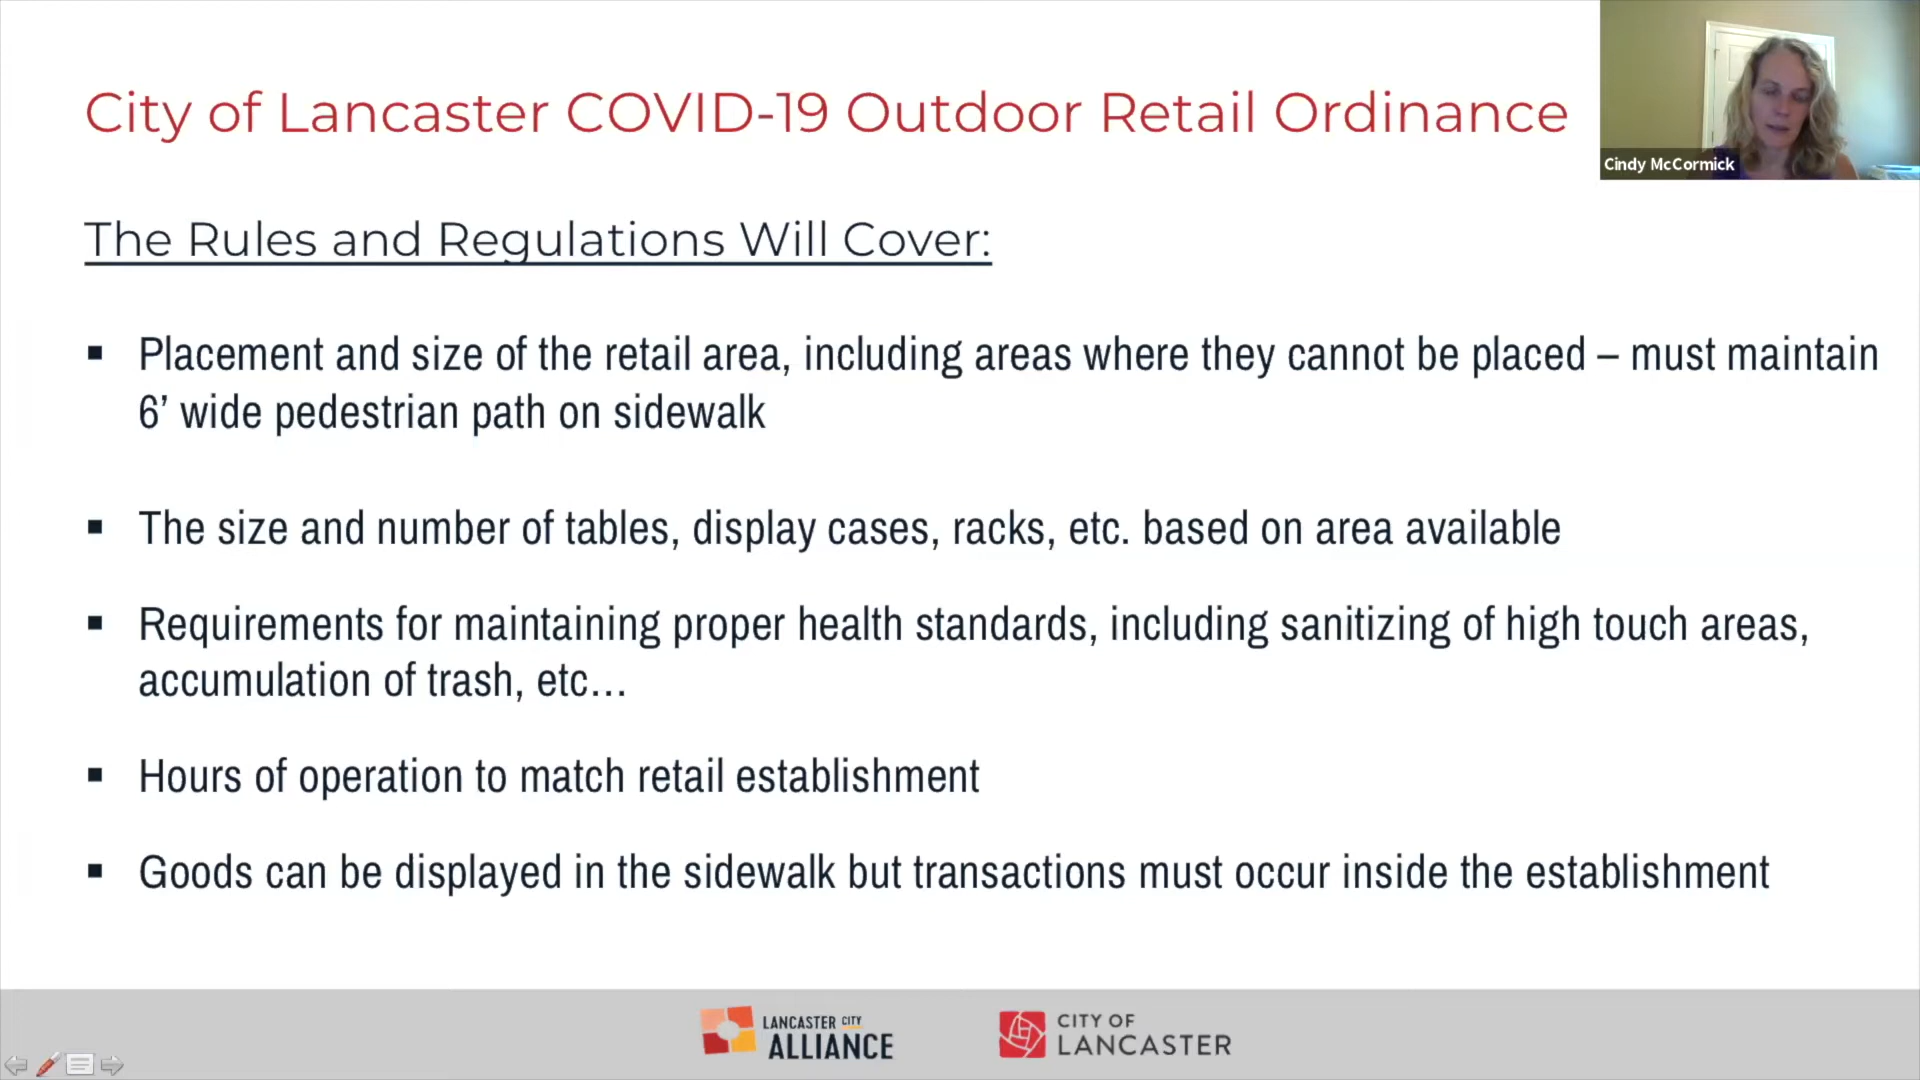 City of Lancaster COVID-19 Outdoor Retail Ordinance
Cindy McCormick
The Rules and Regulations Will Cover:
▪ Placement and size of the retail area, including areas where they cannot be placed – must maintain
6’ wide pedestrian path on sidewalk
▪ The size and number of tables, display cases, racks, etc. based on area available
▪ Requirements for maintaining proper health standards, including sanitizing of high touch areas,
accumulation of trash, etc…
▪ Hours of operation to match retail establishment
▪ Goods can be displayed in the sidewalk but transactions must occur inside the establishment
LANCASTER CITY
ALLIANCE
CITY OF
LANCASTER